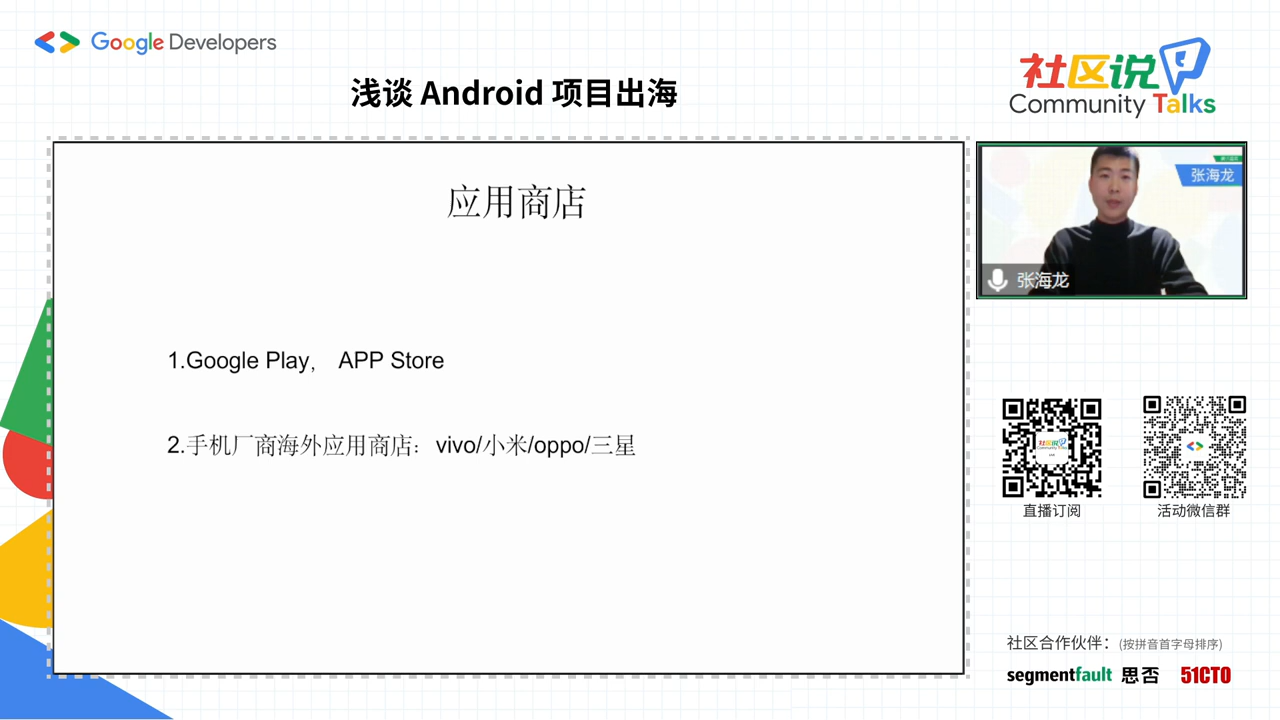 Google Developers
浅谈 Android 项目出海
社区说
Community Talks
应用商店
1.Google Play, APP Store
2.手机厂商海外应用商店：vivo/小米/oppo/三星
张海龙
张海龙
直播订阅
活动微信群
社区合作伙伴：(按拼音首字母排序)
segmentfault 思否 51CTO